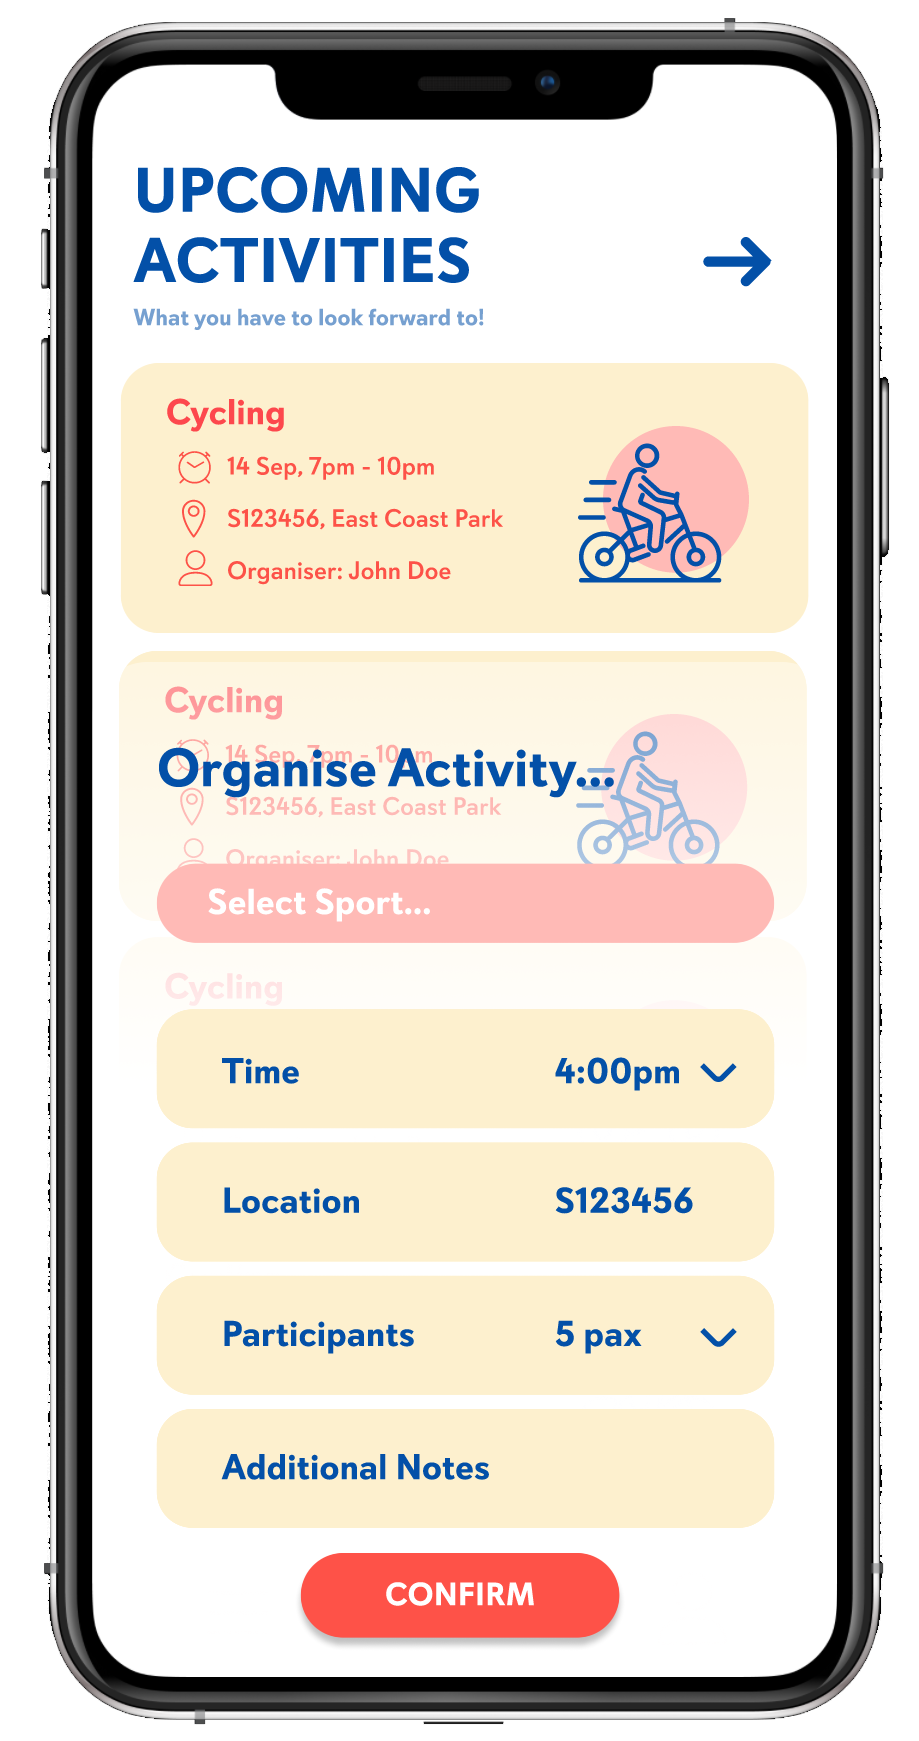 UPCOMING
ACTIVITIES
What you have to look forward to!
Cycling
14 Sep, 7pm - 10pm
S123456, East Coast Park
Organiser: John Doe
Cycling
14 Sep, 7pm - 10pm
Organise Activity...
S123456, East Coast Park
Organiser: John Doe
Select Sport...
Cycling
Time 4:00pm
Location S123456
Participants 5 pax
Additional Notes
CONFIRM